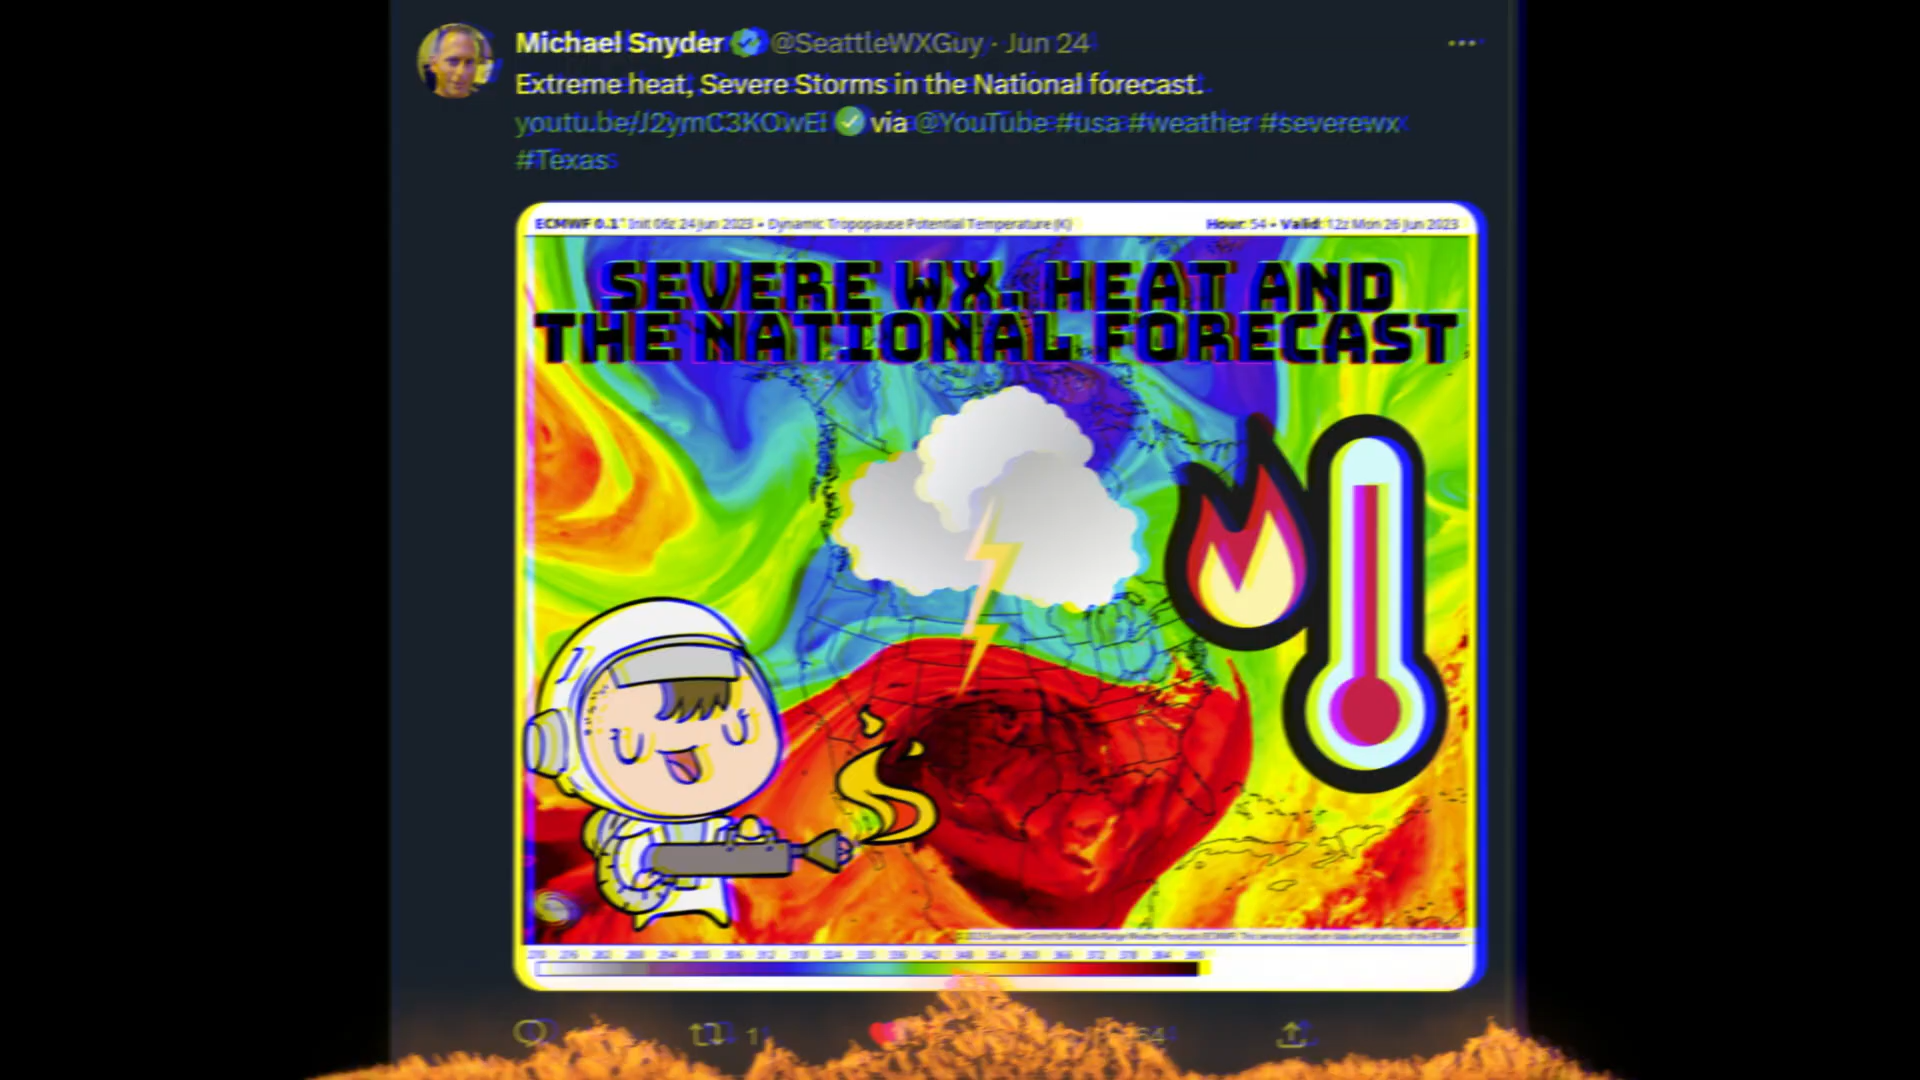 Michael Snyder @SeattleWXGuy · Jun 24
Extreme heat, Severe Storms in the National forecast.
youtu.be/J2ymC3KOwEI via @YouTube #usa #weather #severewx
#Texas
ECMWF 0.1° Init 06z 24 Jun 2023 • Dynamic Tropopause Potential Temperature (K)
Hour: 54 • Valid: 12z Mon 26 Jun 2023
SEVERE WX, HEAT AND
THE NATIONAL FORECAST
1